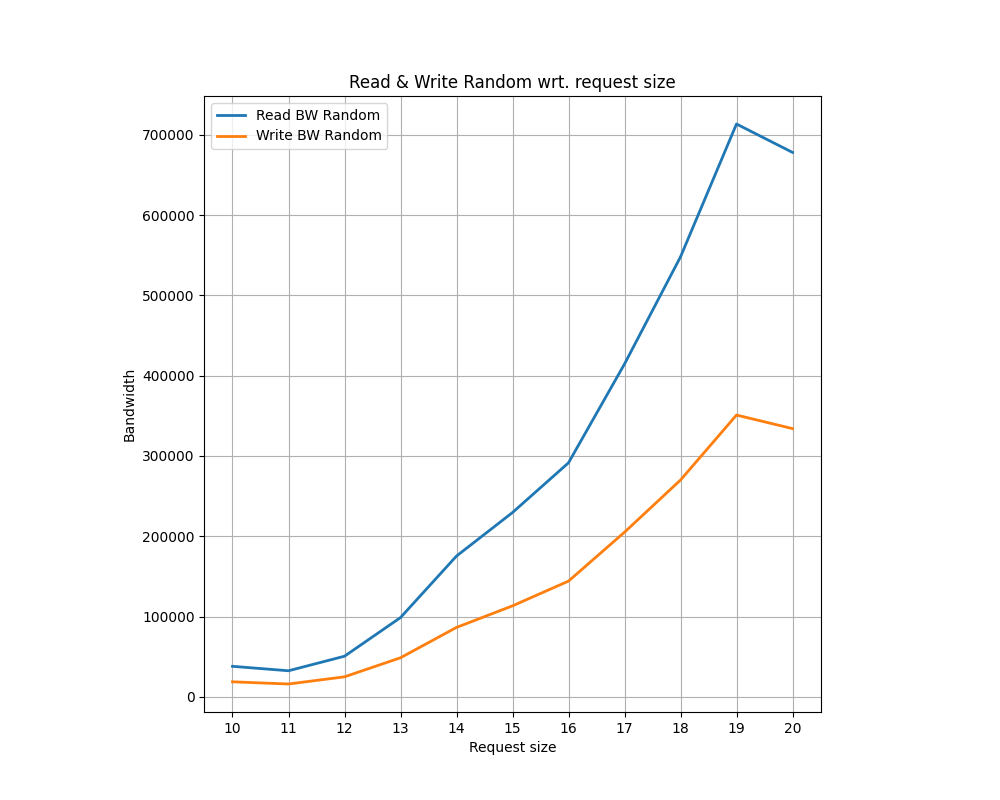 Read & Write Random wrt. request size
Read BW Random
Write BW Random
700000
600000
500000
400000
300000
200000
100000
0
Bandwidth
10 11 12 13 14 15 16 17 18 19 20
Request size